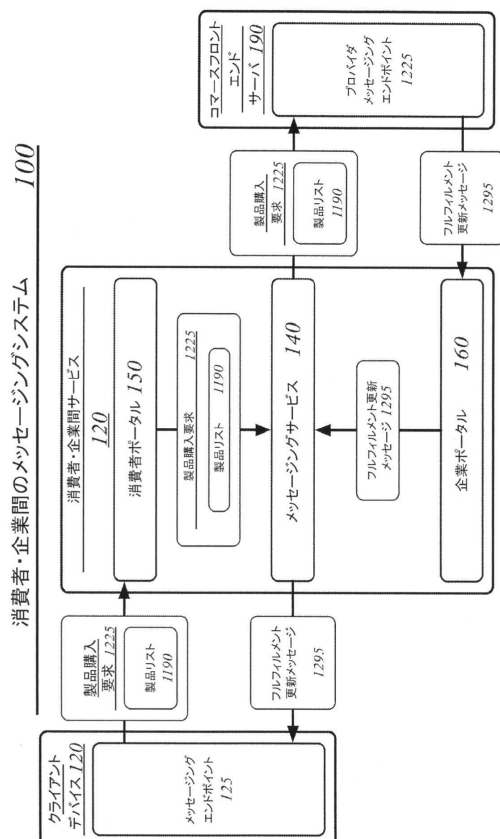 消費者・企業間のメッセージングシステム 100
クライアント
デバイス 120
メッセージング
エンドポイント
125
製品購入
要求 1225
製品リスト
1190
フルフィルメント
更新メッセージ
1295
消費者・企業間サービス
120
消費者ポータル 150
製品購入要求 1225
製品リスト 1190
メッセージングサービス 140
フルフィルメント更新
メッセージ 1295
企業ポータル 160
製品購入
要求 1225
製品リスト
1190
フルフィルメント
更新メッセージ
1295
コマースフロント
エンド
サーバ 190
プロバイダ
メッセージング
エンドポイント
1225